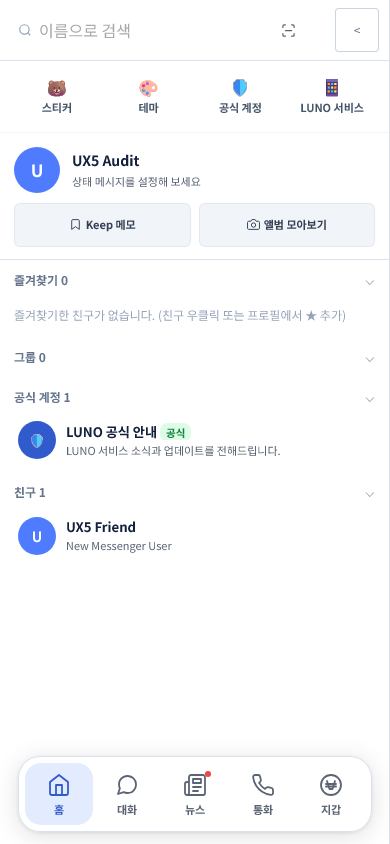 이름으로 검색
<
스티커
테마
공식 계정
LUNO 서비스
U
UX5 Audit
상태 메시지를 설정해 보세요
Keep 메모
앨범 모아보기
즐겨찾기 0
즐겨찾기한 친구가 없습니다. (친구 우클릭 또는 프로필에서 ★ 추가)
그룹 0
공식 계정 1
LUNO 공식 안내 공식
LUNO 서비스 소식과 업데이트를 전해드립니다.
친구 1
U
UX5 Friend
New Messenger User
홈
대화
뉴스
통화
지갑